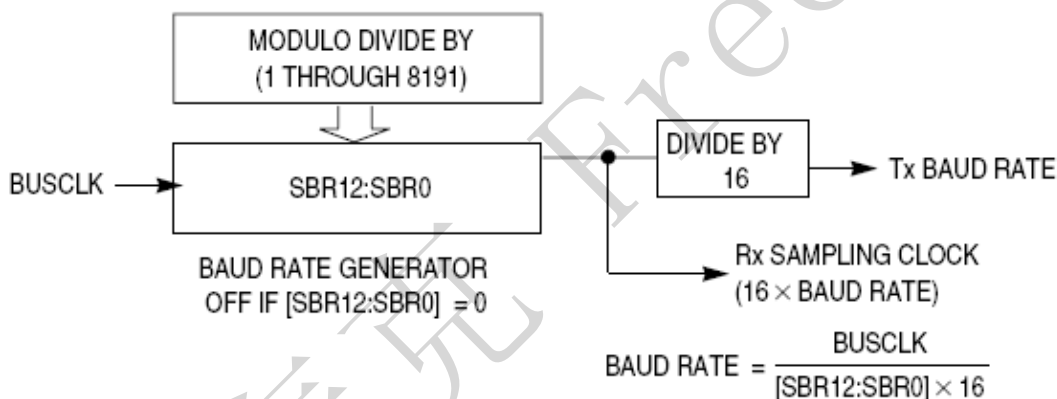 MODULO DIVIDE BY
(1 THROUGH 8191)
BUSCLK
SBR12:SBR0
DIVIDE BY
16
Tx BAUD RATE
BAUD RATE GENERATOR
OFF IF [SBR12:SBR0] = 0
Rx SAMPLING CLOCK
(16 × BAUD RATE)
BAUD RATE = BUSCLK
[SBR12:SBR0] × 16
Free